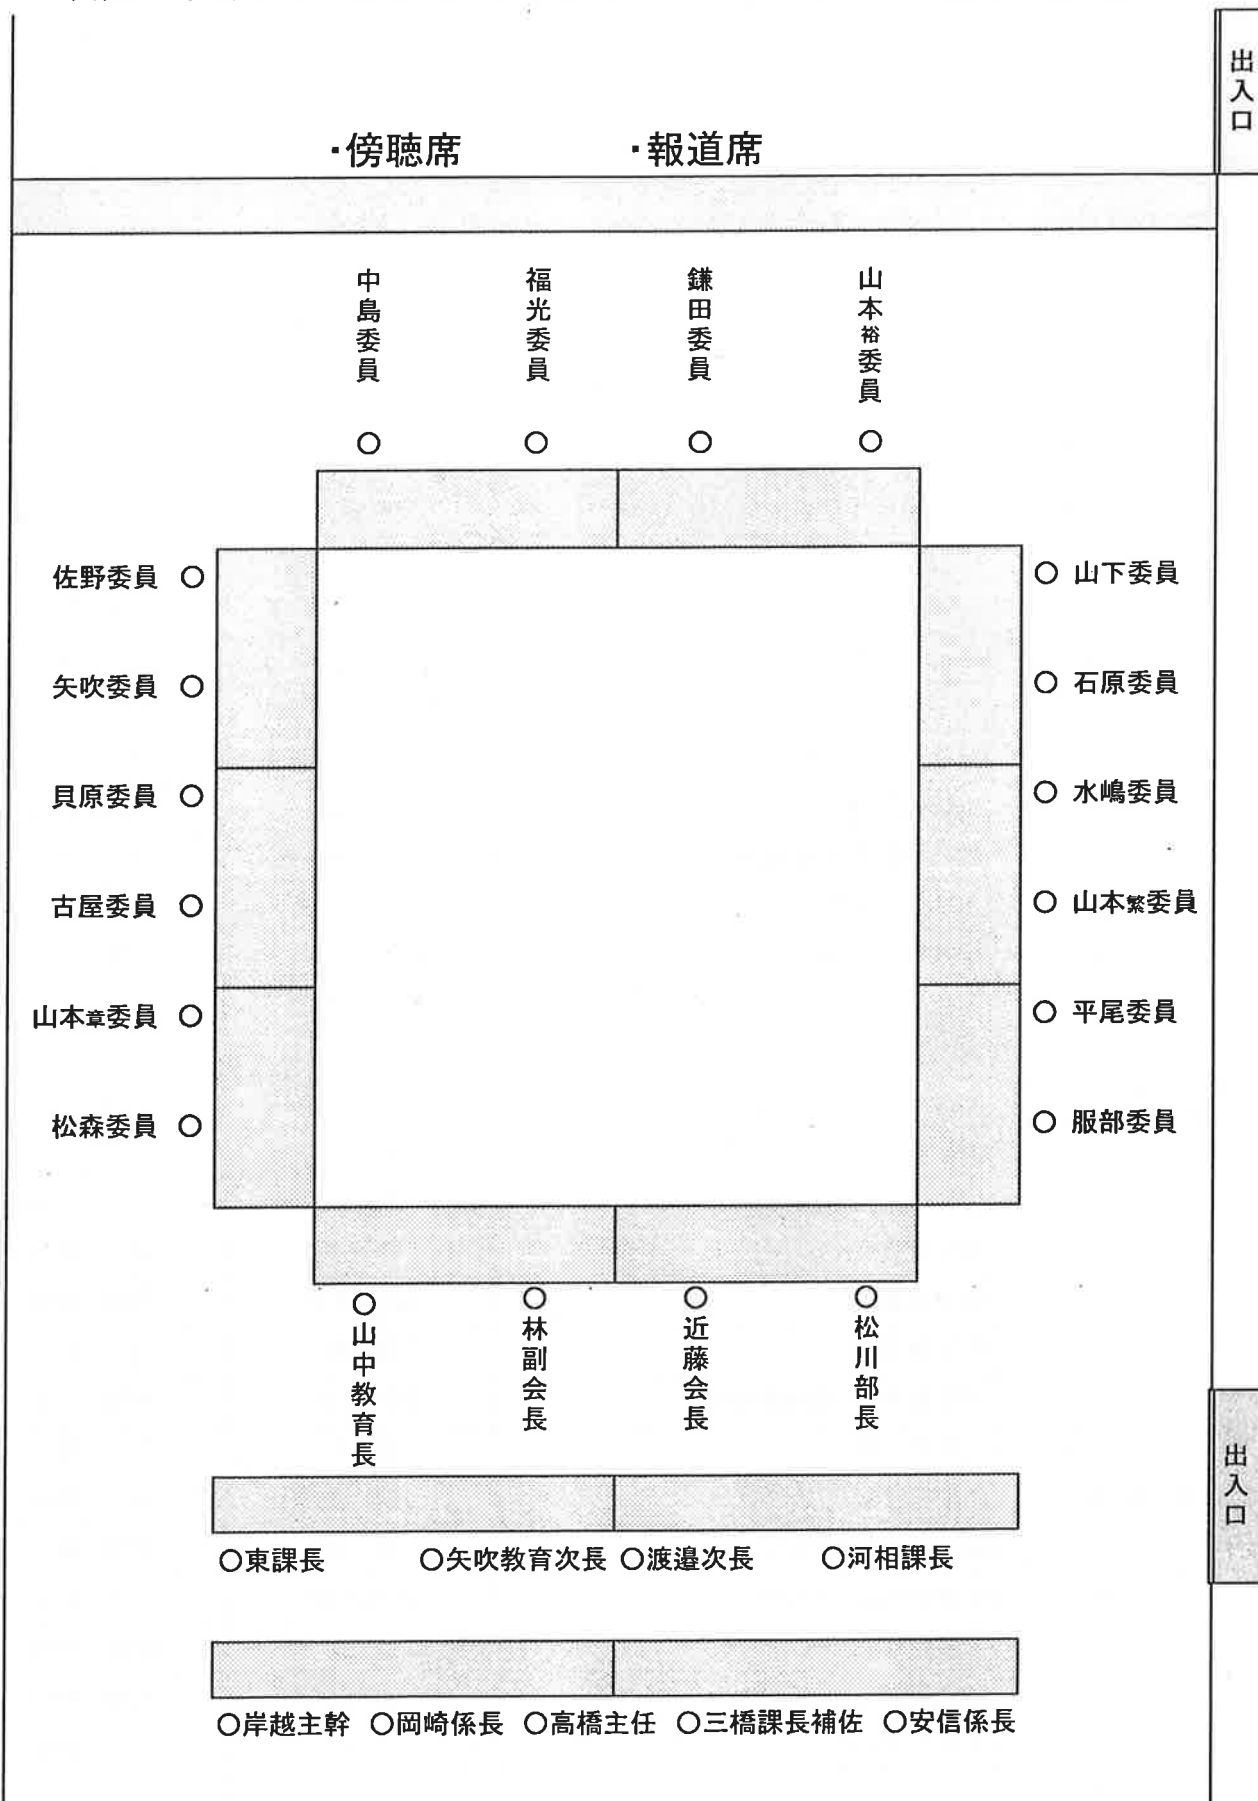 出入口
・傍聴席
・報道席
中島委員
福光委員
鎌田委員
山本裕委員
佐野委員
山下委員
矢吹委員
石原委員
貝原委員
水嶋委員
古屋委員
山本繁委員
山本章委員
平尾委員
松森委員
服部委員
山中教育長
林副会長
近藤会長
松川部長
出入口
東課長
矢吹教育次長
渡邉次長
河相課長
岸越主幹
岡崎係長
高橋主任
三橋課長補佐
安信係長